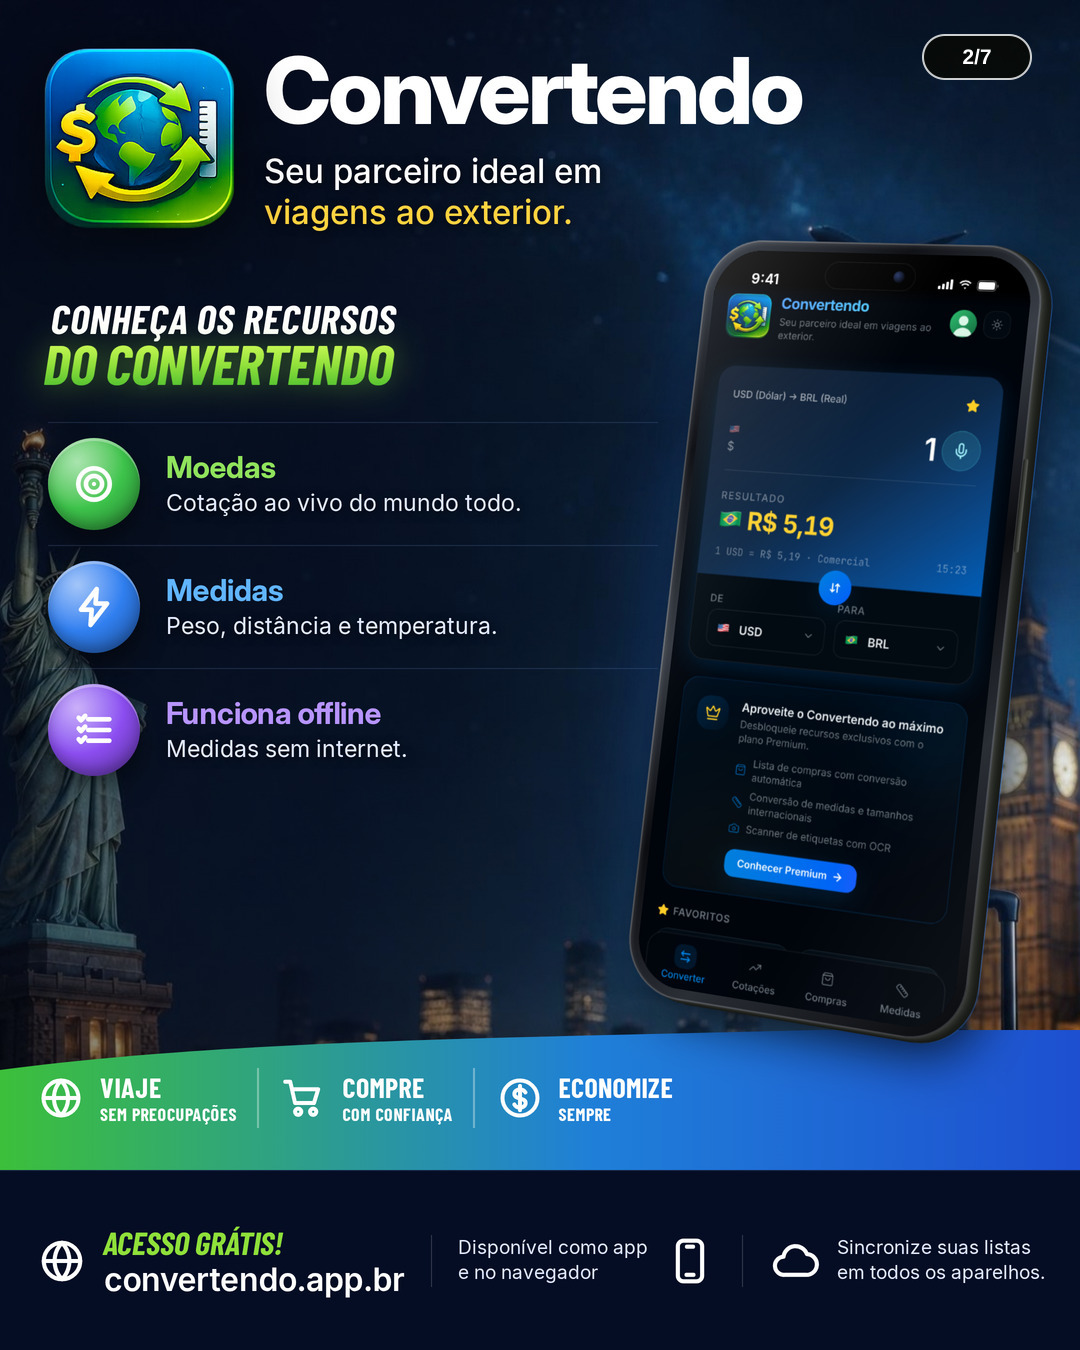 2/7
Convertendo
Seu parceiro ideal em
viagens ao exterior.
CONHEÇA OS RECURSOS
DO CONVERTENDO
Moedas
Cotação ao vivo do mundo todo.
Medidas
Peso, distância e temperatura.
Funciona offline
Medidas sem internet.
9:41
Convertendo
Seu parceiro ideal em viagens ao
exterior.
USD (Dólar) → BRL (Real)
$
1
RESULTADO
R$ 5,19
1 USD = R$ 5,19 · Comercial
15:23
DE
PARA
USD
BRL
Aproveite o Convertendo ao máximo
Desbloqueie recursos exclusivos com o
plano Premium.
Lista de compras com conversão
automática
Conversão de medidas e tamanhos
internacionais
Scanner de etiquetas com OCR
Conhecer Premium →
FAVORITOS
Converter
Cotações
Compras
Medidas
VIAJE
SEM PREOCUPAÇÕES
COMPRE
COM CONFIANÇA
ECONOMIZE
SEMPRE
ACESSO GRÁTIS!
convertendo.app.br
Disponível como app
e no navegador
Sincronize suas listas
em todos os aparelhos.